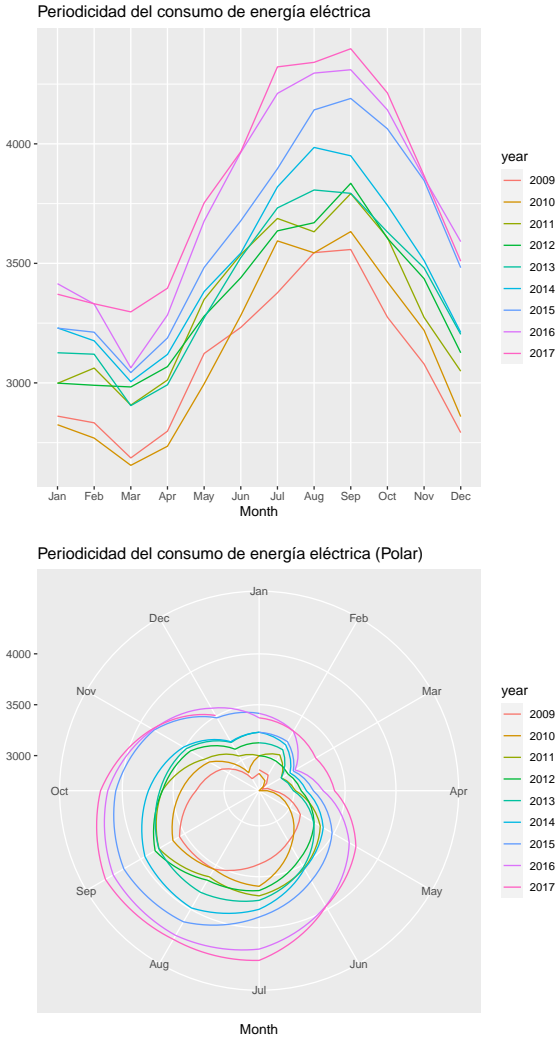 Periodicidad del consumo de energía eléctrica
4000
3500
3000
Jan Feb Mar Apr May Jun Jul Aug Sep Oct Nov Dec
Month
year
2009
2010
2011
2012
2013
2014
2015
2016
2017
Periodicidad del consumo de energía eléctrica (Polar)
4000
3500
3000
Jan
Feb
Mar
Apr
May
Jun
Jul
Aug
Sep
Oct
Nov
Dec
Month
year
2009
2010
2011
2012
2013
2014
2015
2016
2017